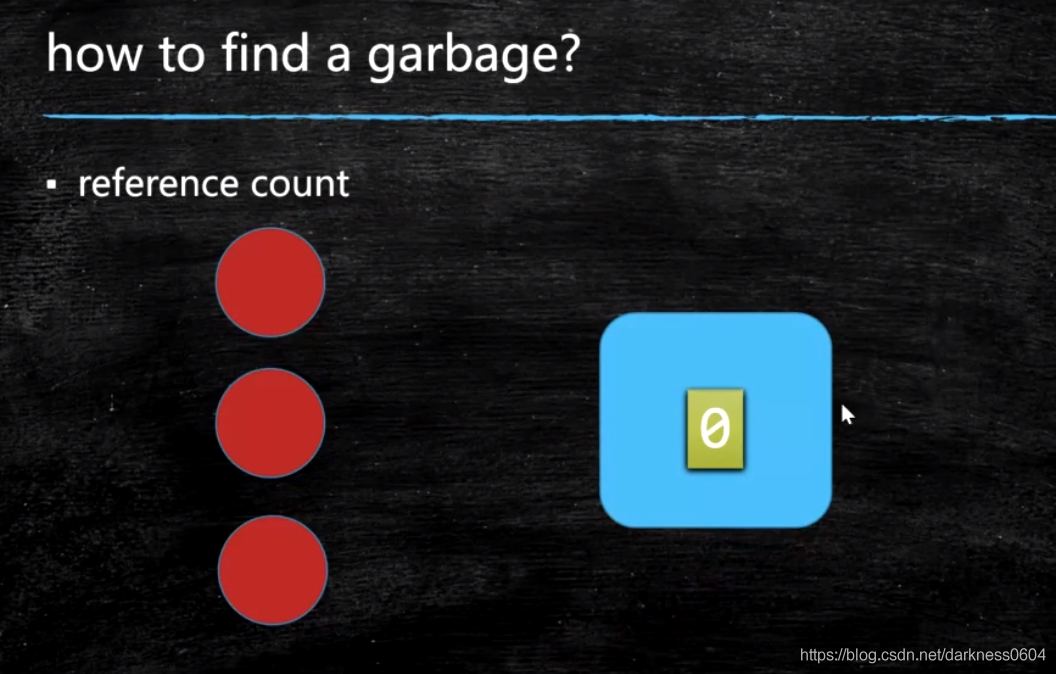 how to find a garbage?
▪ reference count
0
https://blog.csdn.net/darkness0604